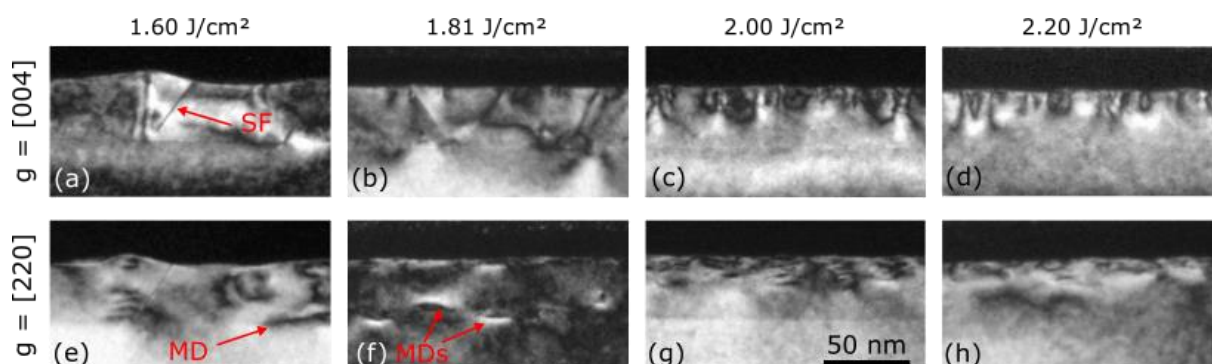 1.60 J/cm² 1.81 J/cm² 2.00 J/cm² 2.20 J/cm²
g = [004]
SF
(a) (b) (c) (d)
g = [220]
MD MDs 50 nm
(e) (f) (g) (h)